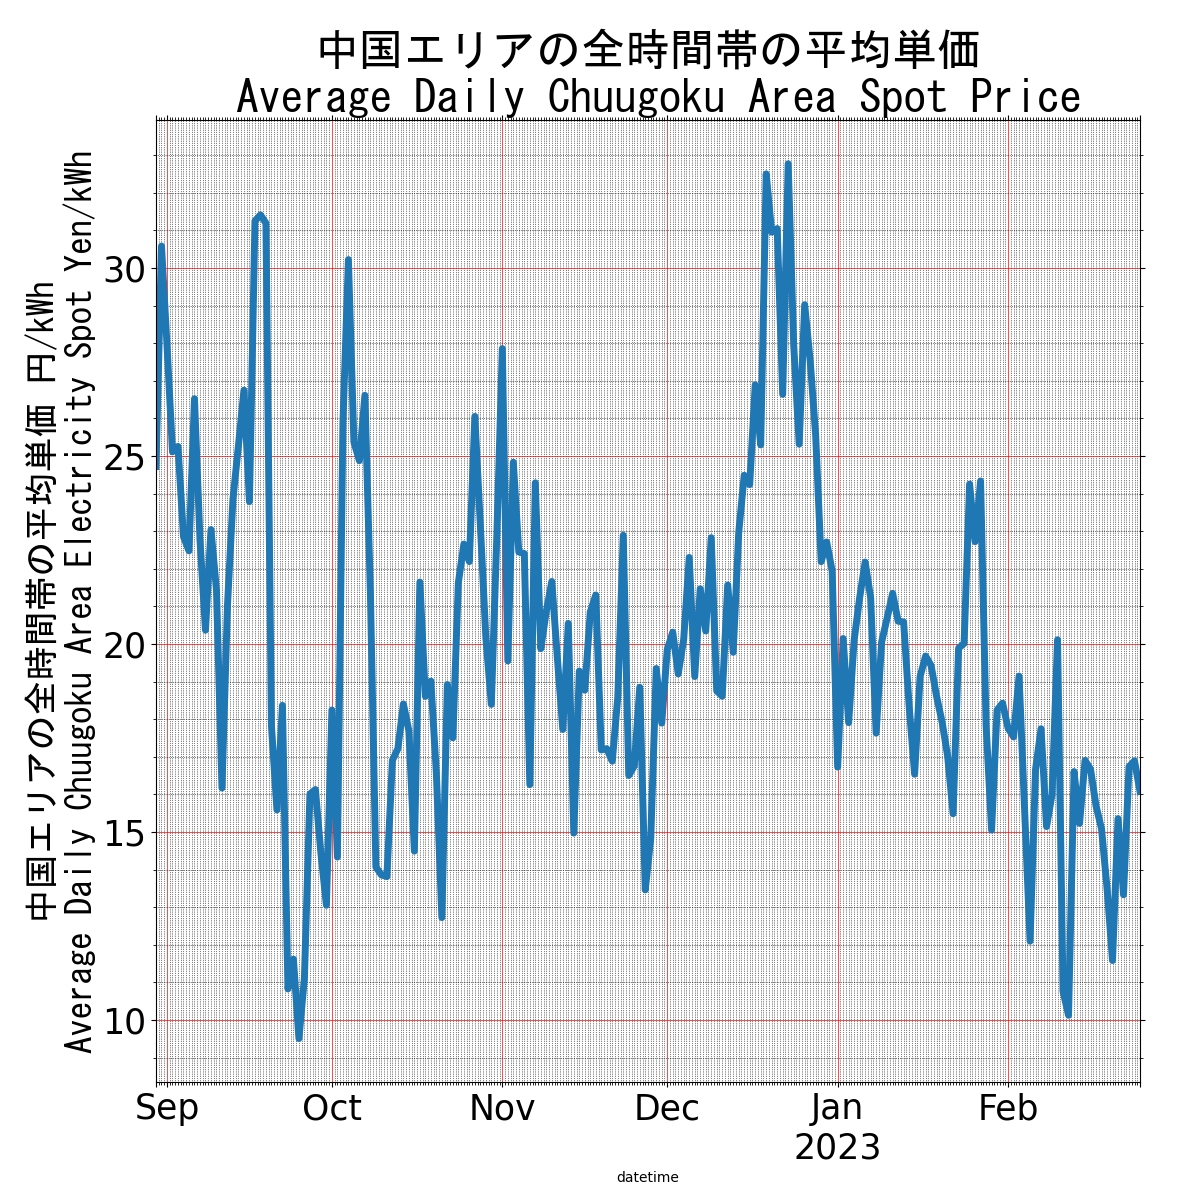 中国エリアの全時間帯の平均単価
Average Daily Chuugoku Area Spot Price
中国エリアの全時間帯の平均単価 円/kWh
Average Daily Chuugoku Area Electricity Spot Yen/kWh
30
25
20
15
10
Sep Oct Nov Dec Jan Feb
2023
datetime